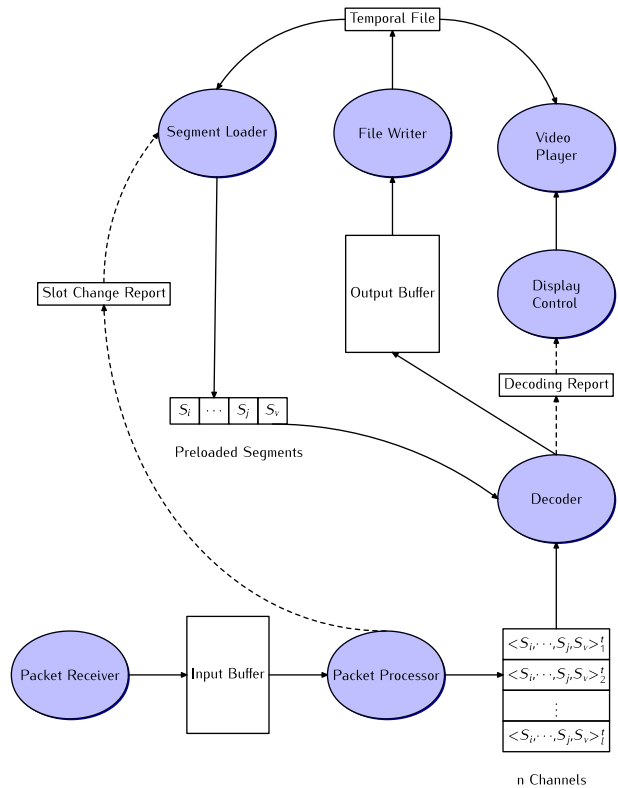 Temporal File
Segment Loader
File Writer
Video
Player
Slot Change Report
Output Buffer
Display
Control
Decoding Report
S_i ··· S_j S_v
Preloaded Segments
Decoder
Packet Receiver
Input Buffer
Packet Processor
<S_i,···,S_j,S_v>^t_1
<S_i,···,S_j,S_v>^t_2
⋮
<S_i,···,S_j,S_v>^t_l
n Channels